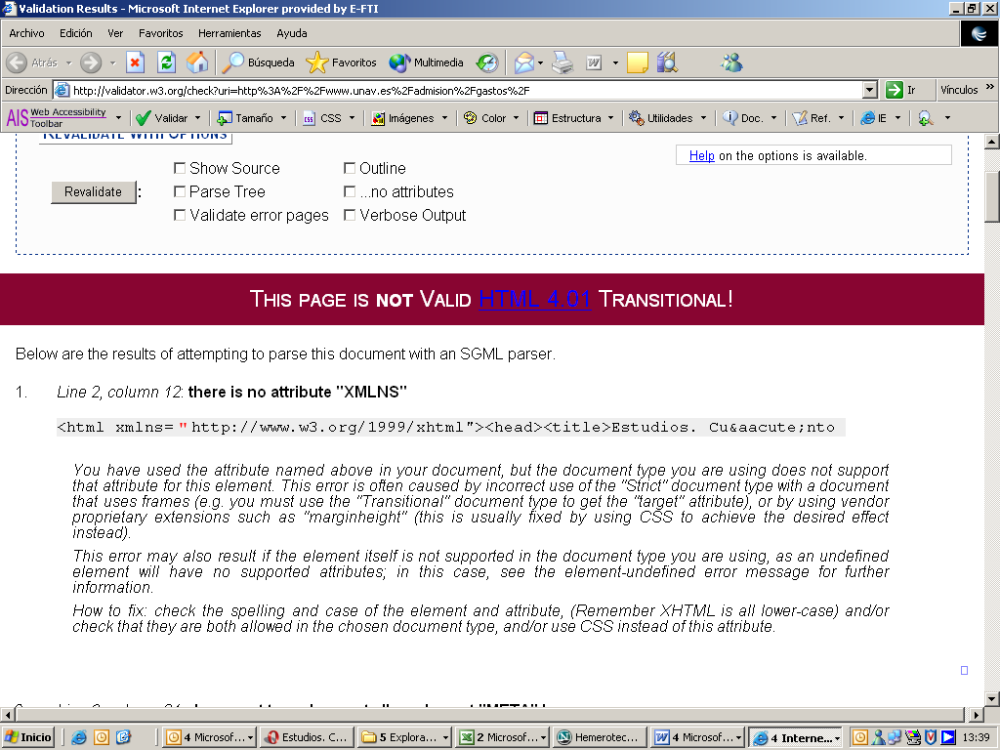 Validation Results - Microsoft Internet Explorer provided by E-FTI
Archivo Edición Ver Favoritos Herramientas Ayuda
Atrás Búsqueda Favoritos Multimedia
Dirección http://validator.w3.org/check?uri=http%3A%2F%2Fwww.unav.es%2Fadmision%2Fgastos%2F Ir Vínculos »
AIS Web Accessibility Toolbar Validar Tamaño CSS Imágenes Color Estructura Utilidades Doc. Ref. IE
REVALIDATE WITH OPTIONS
Help on the options is available.
Show Source Outline
Revalidate : Parse Tree ...no attributes
Validate error pages Verbose Output
THIS PAGE IS NOT VALID HTML 4.01 TRANSITIONAL!
Below are the results of attempting to parse this document with an SGML parser.
1. Line 2, column 12: there is no attribute "XMLNS"
<html xmlns="http://www.w3.org/1999/xhtml"><head><title>Estudios. Cu&aacute;nto
You have used the attribute named above in your document, but the document type you are using does not support
that attribute for this element. This error is often caused by incorrect use of the "Strict" document type with a document
that uses frames (e.g. you must use the "Transitional" document type to get the "target" attribute), or by using vendor
proprietary extensions such as "marginheight" (this is usually fixed by using CSS to achieve the desired effect
instead).
This error may also result if the element itself is not supported in the document type you are using, as an undefined
element will have no supported attributes; in this case, see the element-undefined error message for further
information.
How to fix: check the spelling and case of the element and attribute, (Remember XHTML is all lower-case) and/or
check that they are both allowed in the chosen document type, and/or use CSS instead of this attribute.
Inicio 4 Microsof... Estudios. C... 5 Explora... 2 Microsof... Hemerotec... 4 Microsof... 4 Interne... 13:39